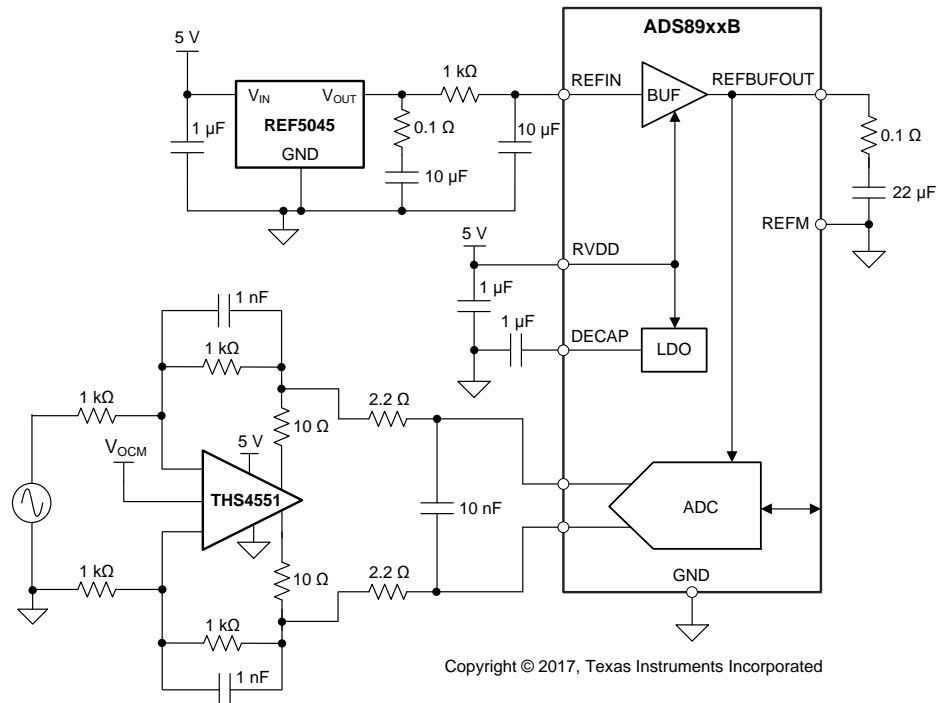 ADS89xxB
5 V
1 kΩ
REFIN
REFBUFOUT
VIN
VOUT
BUF
REF5045
1 µF
0.1 Ω
10 µF
0.1 Ω
GND
10 µF
22 µF
REFM
5 V
RVDD
1 nF
1 µF
1 µF
DECAP
LDO
1 kΩ
1 kΩ
2.2 Ω
10 Ω
VOCM
5 V
THS4551
10 nF
ADC
1 kΩ
10 Ω
2.2 Ω
GND
1 kΩ
1 nF
Copyright © 2017, Texas Instruments Incorporated